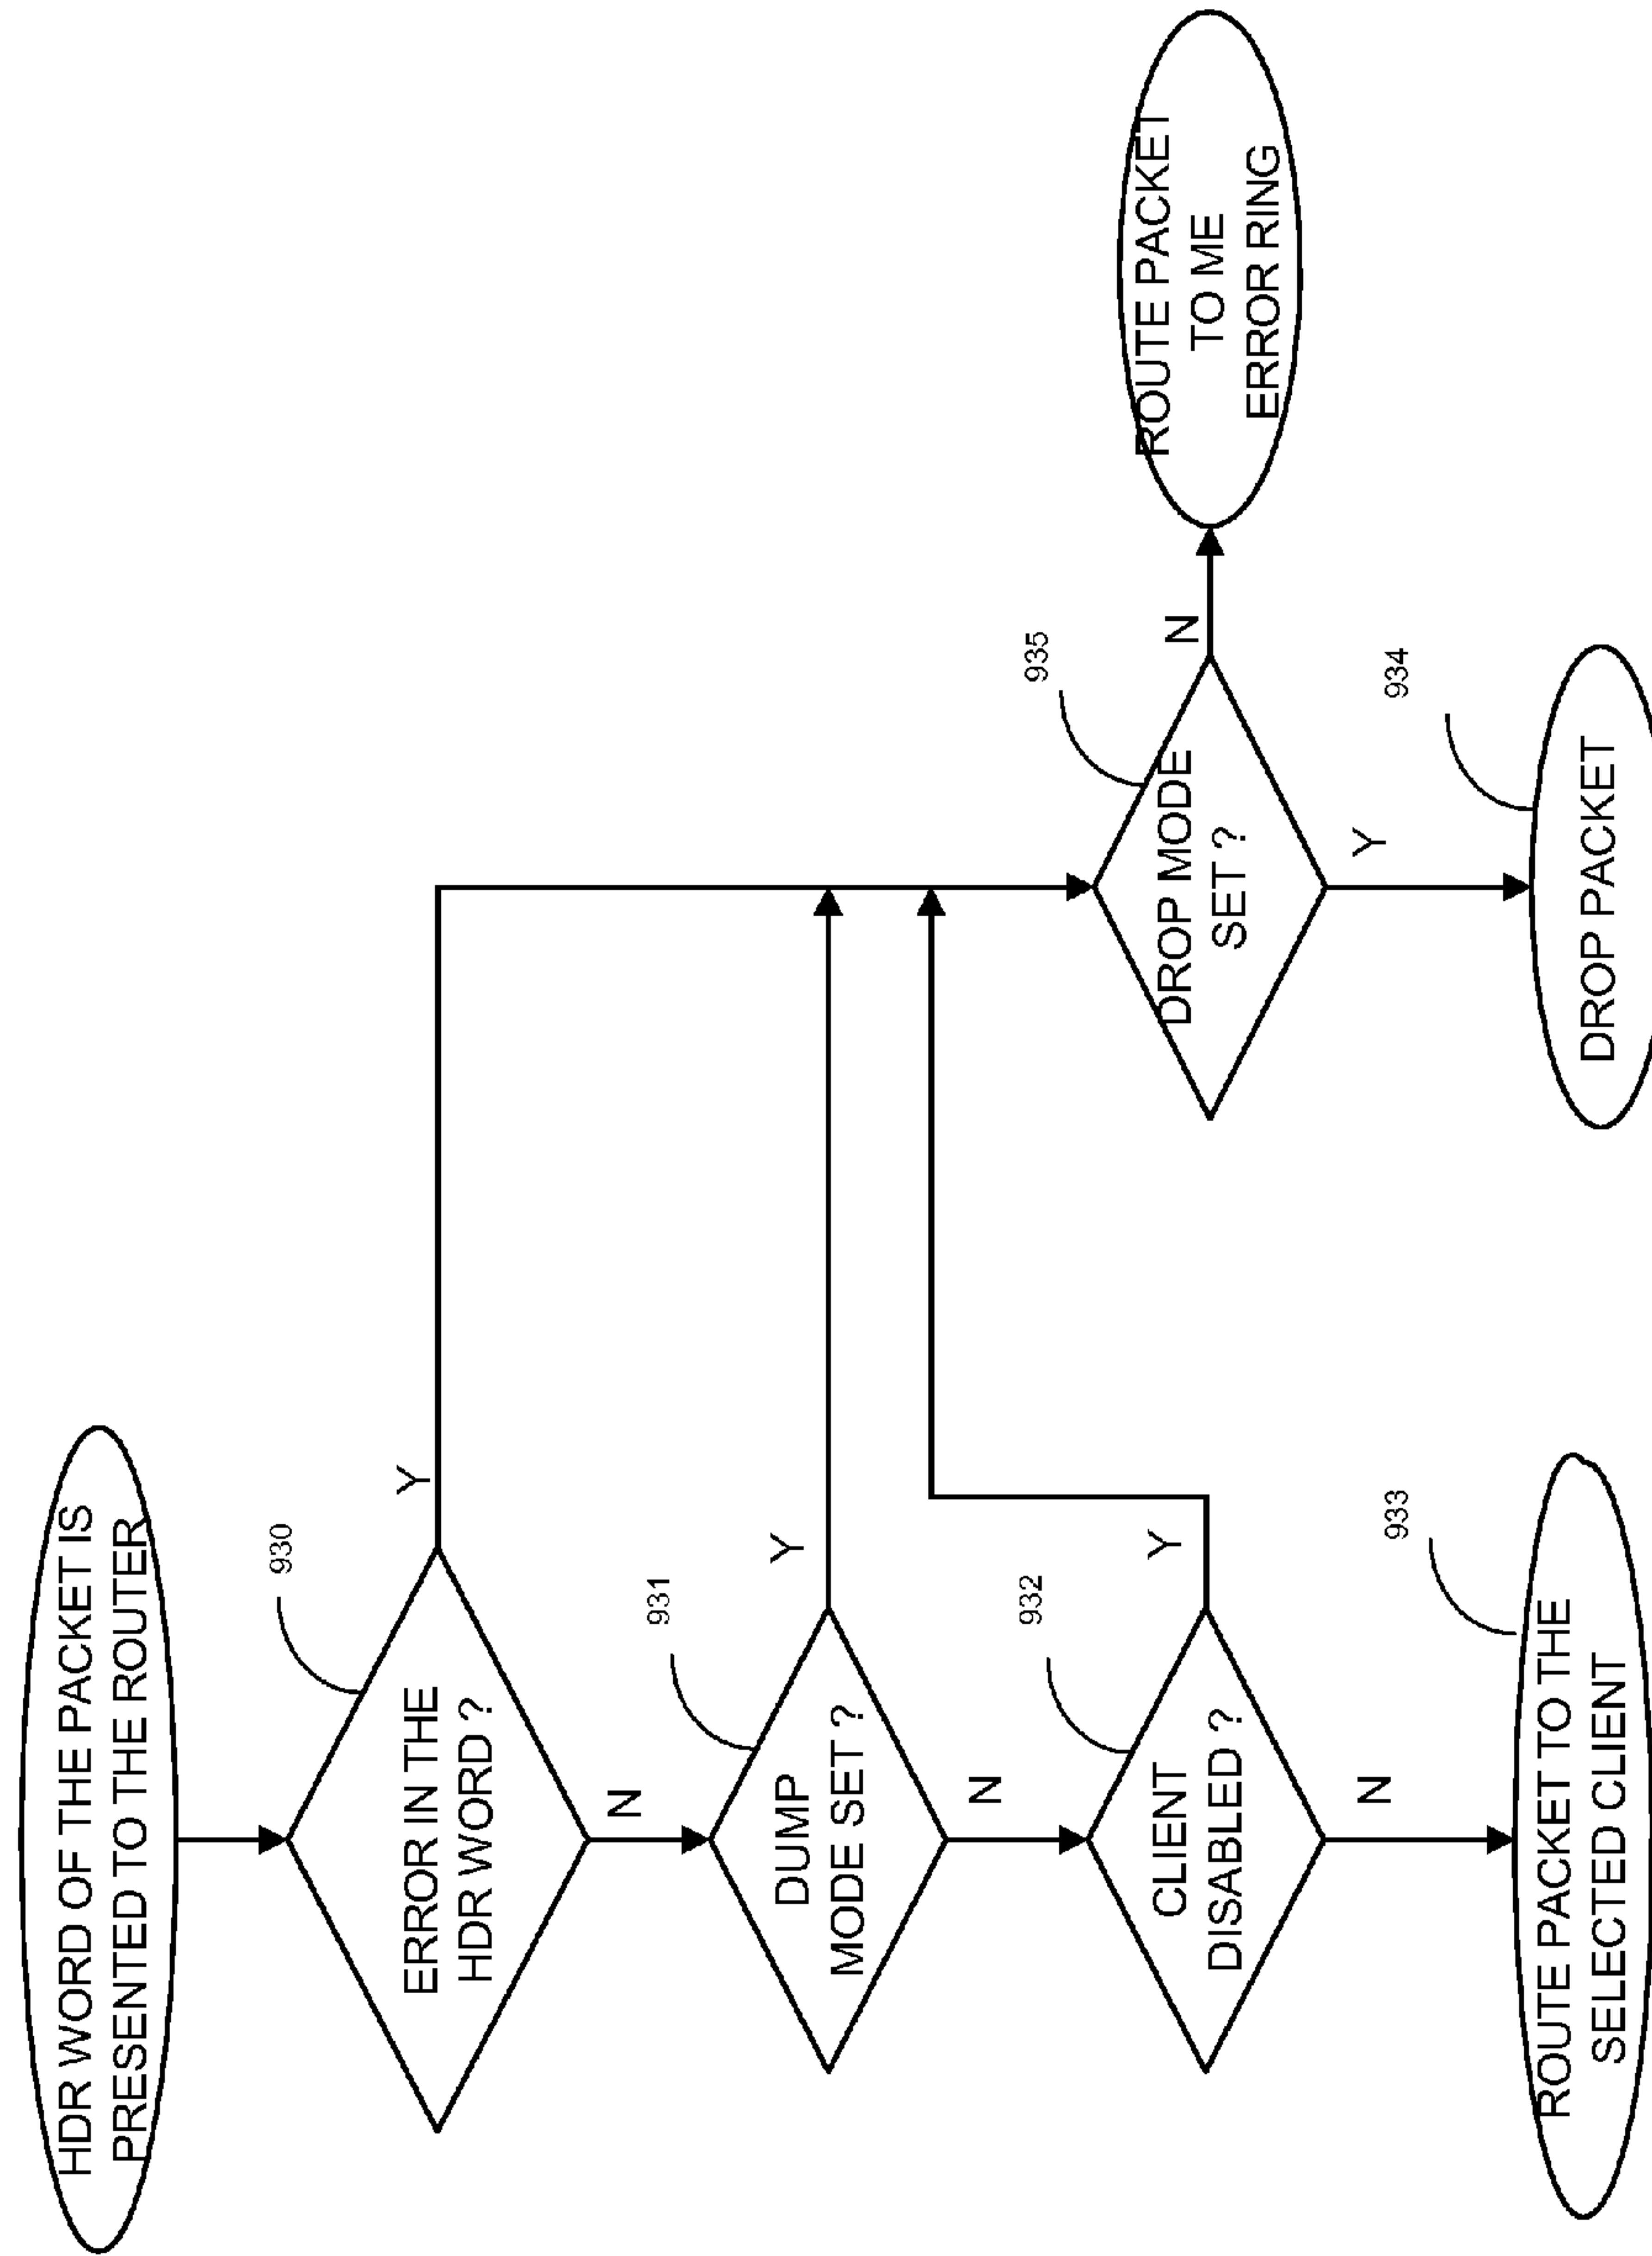 HDR WORD OF THE PACKET IS
PRESENTED TO THE ROUTER
930
ERROR IN THE
HDR WORD ?
Y
N
931
DUMP
MODE SET ?
Y
N
932
CLIENT
DISABLED ?
Y
N
933
ROUTE PACKET TO THE
SELECTED CLIENT
935
DROP MODE
SET ?
N
Y
ROUTE PACKET
TO ME
ERROR RING
934
DROP PACKET